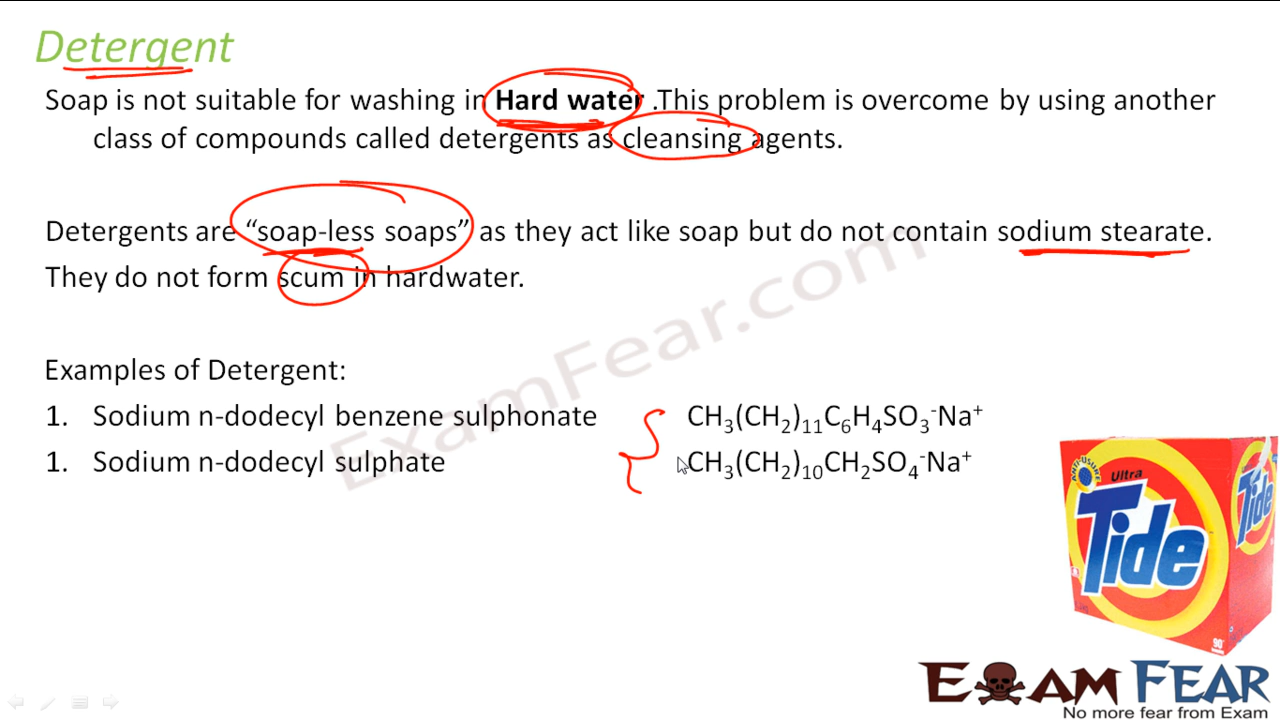 Detergent
Soap is not suitable for washing in Hard water .This problem is overcome by using another
class of compounds called detergents as cleansing agents.
Detergents are “soap-less soaps” as they act like soap but do not contain sodium stearate.
They do not form scum in hardwater.
ExamFear.com
Examples of Detergent:
1. Sodium n-dodecyl benzene sulphonate CH₃(CH₂)₁₁C₆H₄SO₃⁻Na⁺
1. Sodium n-dodecyl sulphate CH₃(CH₂)₁₀CH₂SO₄⁻Na⁺
Ultra
Tide
Tide
90°
EXAM FEAR
No more fear from Exam